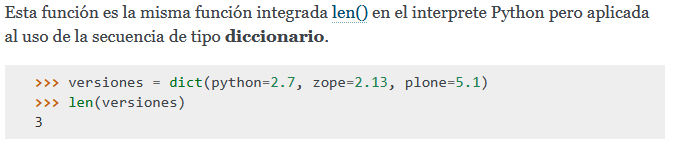 Esta función es la misma función integrada len() en el interprete Python pero aplicada
al uso de la secuencia de tipo diccionario.
>>> versiones = dict(python=2.7, zope=2.13, plone=5.1)
>>> len(versiones)
3